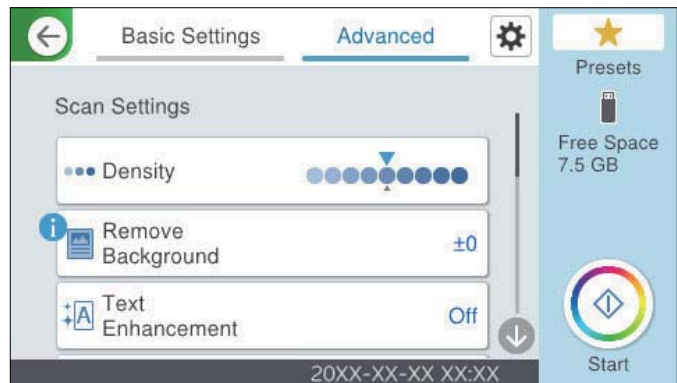 Basic Settings
Advanced
Presets
Scan Settings
Free Space
7.5 GB
Density
i
Remove
Background
±0
A
Text
Enhancement
Off
Start
20XX-XX-XX XX:XX